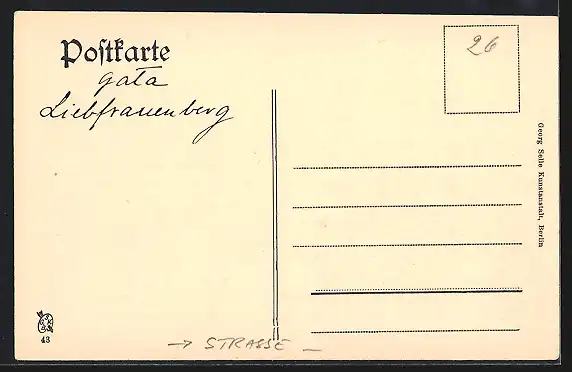 Postkarte
Gata
Liebfrauenberg
26
Georg Selle Kunstanstalt, Berlin
43
→ STRASSE _